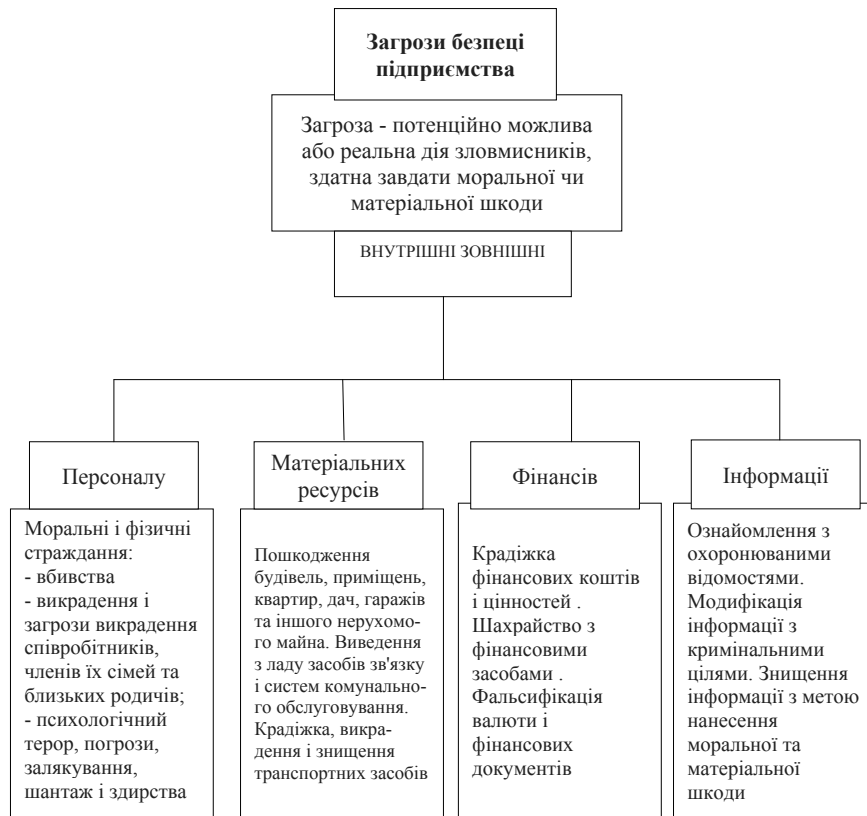 Загрози безпеці
підприємства
Загроза - потенційно можлива
або реальна дія зловмисників,
здатна завдати моральної чи
матеріальної шкоди
ВНУТРІШНІ ЗОВНІШНІ
Персоналу
Моральні і фізичні
страждання:
- вбивства
- викрадення і
загрози викрадення
співробітників,
членів їх сімей та
близьких родичів;
- психологічний
терор, погрози,
залякування,
шантаж і здирства
Матеріальних
ресурсів
Пошкодження
будівель, приміщень,
квартир, дач, гаражів
та іншого нерухомо-
го майна. Виведення
з ладу засобів зв'язку
і систем комунально-
го обслуговування.
Крадіжка, викра-
дення і знищення
транспортних засобів
Фінансів
Крадіжка
фінансових коштів
і цінностей .
Шахрайство з
фінансовими
засобами .
Фальсифікація
валюти і
фінансових
документів
Інформації
Ознайомлення з
охоронюваними
відомостями.
Модифікація
інформації з
кримінальними
цілями. Знищення
інформації з метою
нанесення
моральної та
матеріальної
шкоди